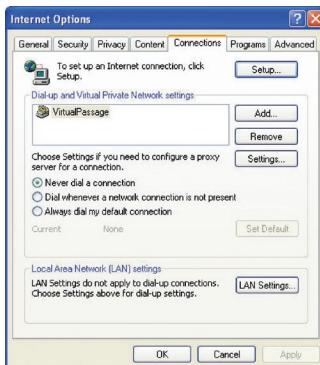 Internet Options
General Security Privacy Content Connections Programs Advanced
To set up an Internet connection, click Setup.
Setup...
Dial-up and Virtual Private Network settings
VirtualPassage
Add...
Remove
Choose Settings if you need to configure a proxy server for a connection.
Settings...
Never dial a connection
Dial whenever a network connection is not present
Always dial my default connection
Current None
Set Default
Local Area Network (LAN) settings
LAN Settings do not apply to dial-up connections. Choose Settings above for dial-up settings.
LAN Settings...
OK Cancel Apply